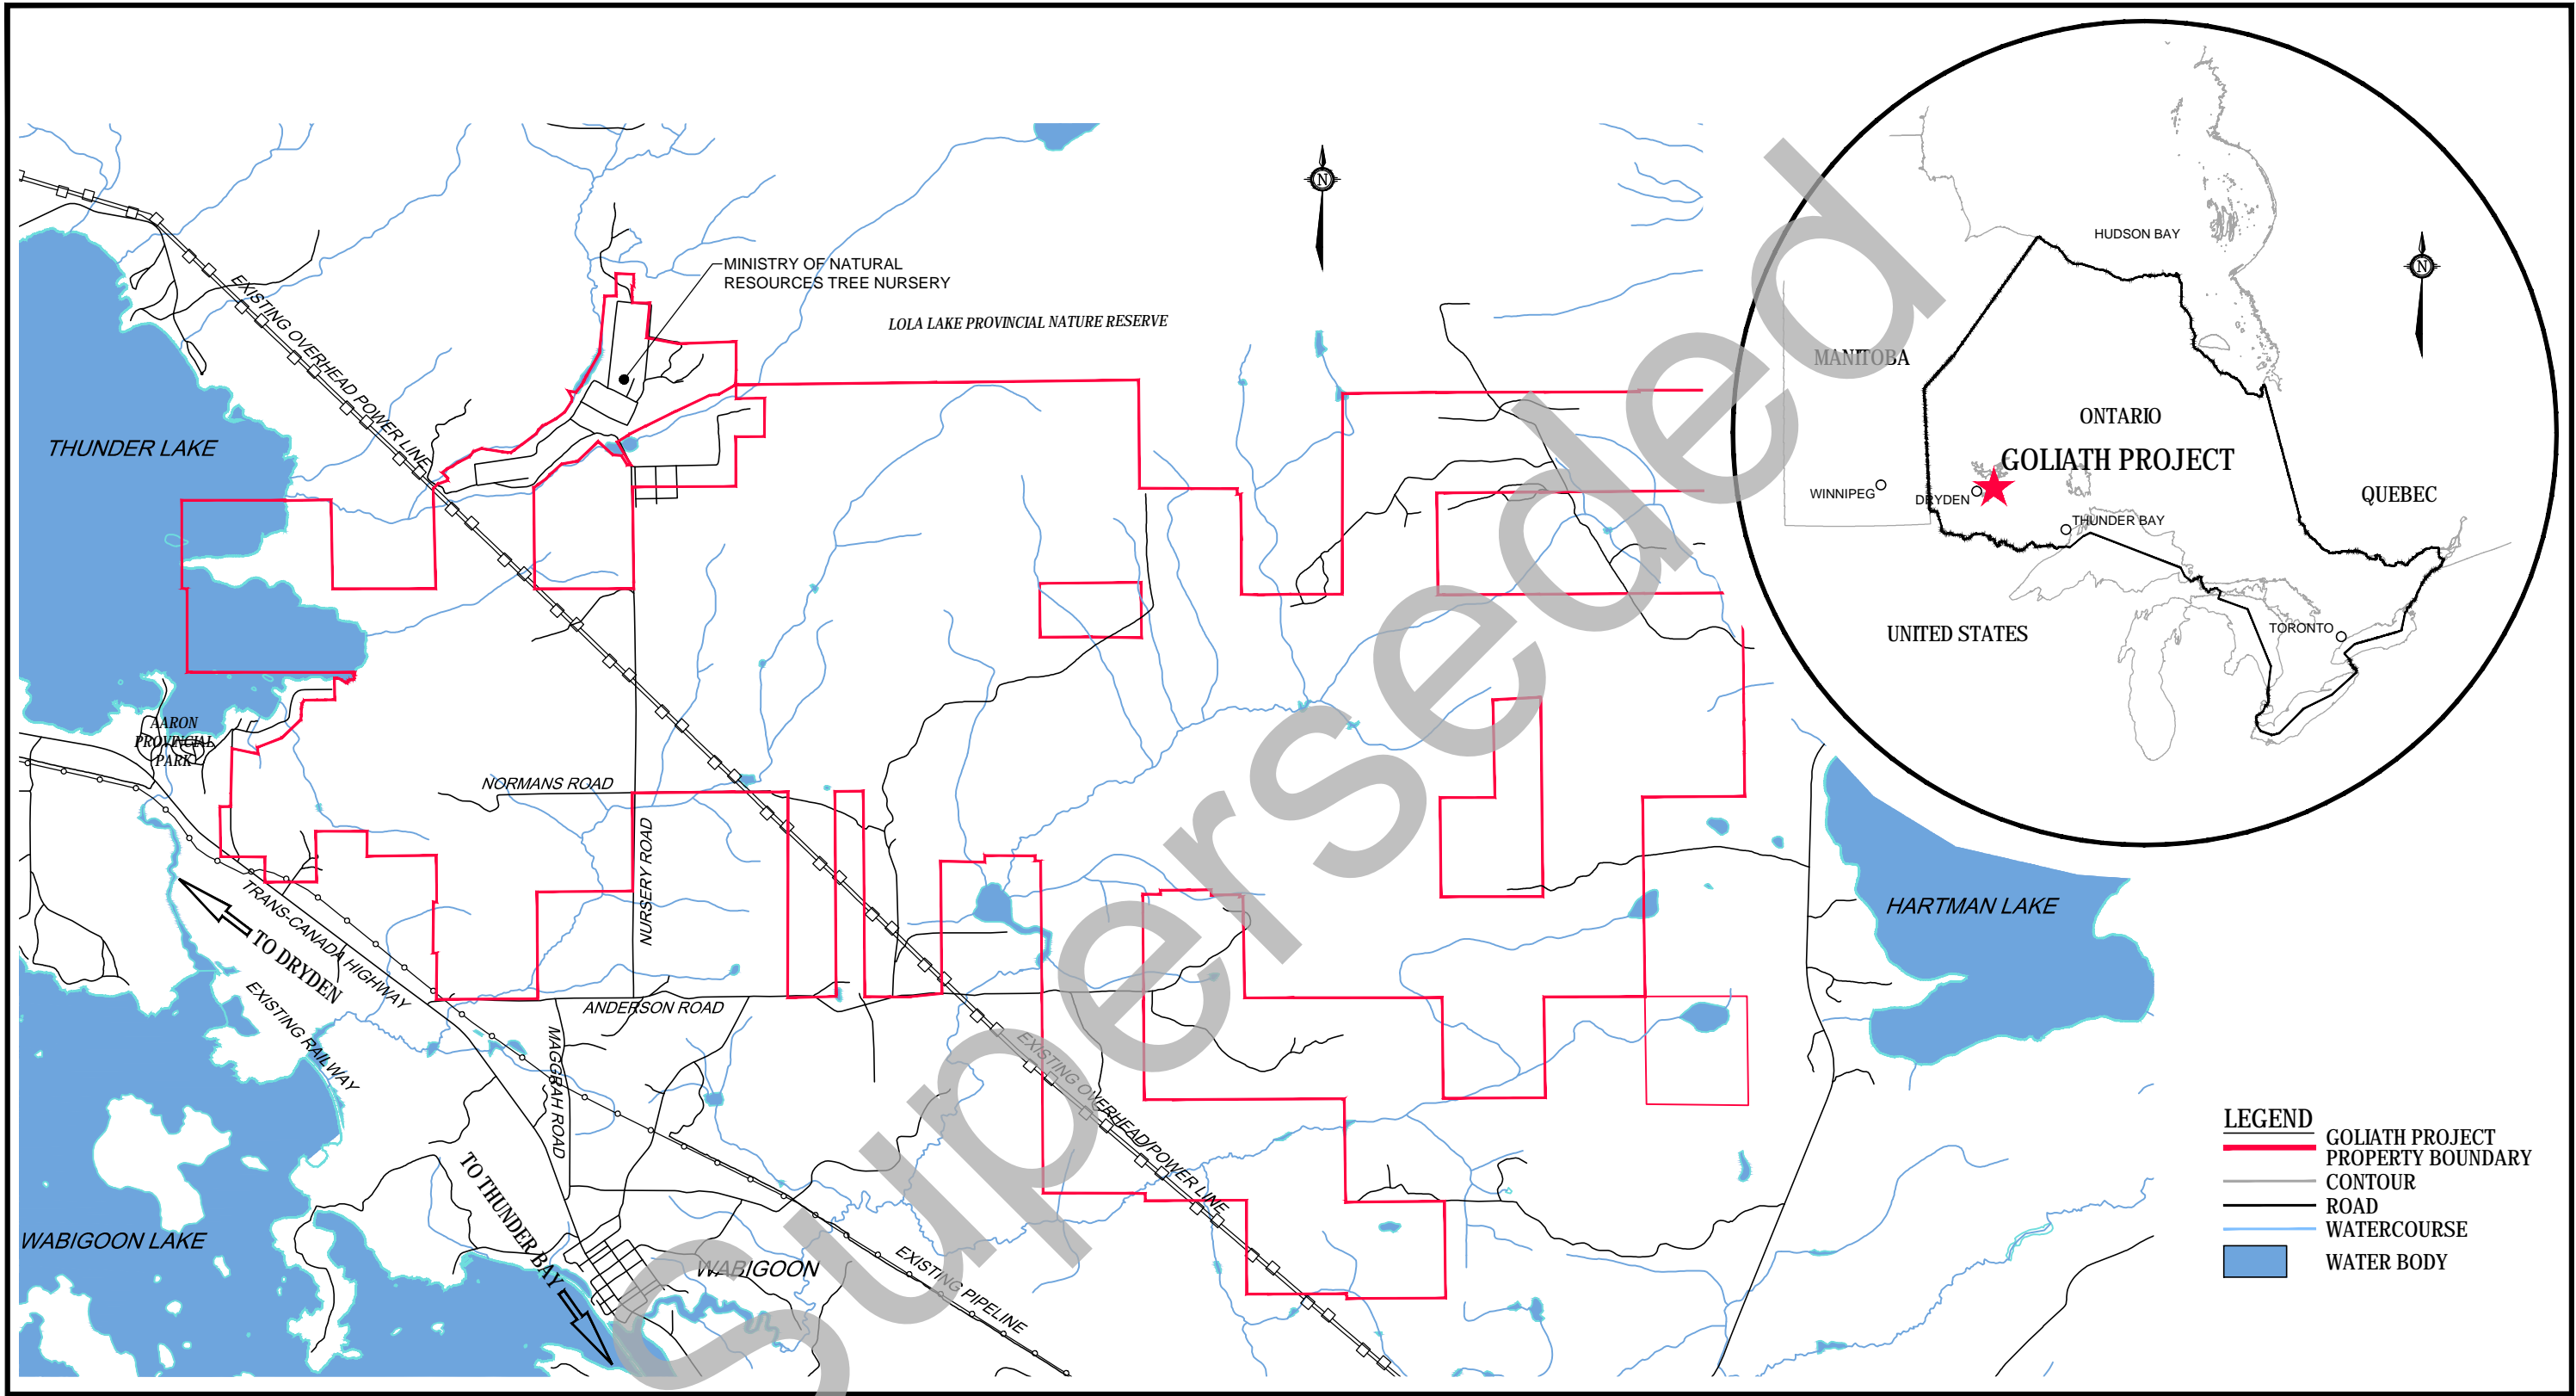 N
HUDSON BAY
N
EXISTING OVERHEAD POWER LINE
MINISTRY OF NATURAL
RESOURCES TREE NURSERY
LOLA LAKE PROVINCIAL NATURE RESERVE
MANITOBA
ONTARIO
GOLIATH PROJECT
THUNDER LAKE
WINNIPEG
DRYDEN
QUEBEC
THUNDER BAY
UNITED STATES
TORONTO
AARON
PROVINCIAL
PARK
NORMANS ROAD
NURSERY ROAD
TRANS-CANADA HIGHWAY
TO DRYDEN
EXISTING RAILWAY
HARTMAN LAKE
ANDERSON ROAD
MAGGRAH ROAD
EXISTING OVERHEAD/POWER LINE
TO THUNDER BAY
WABIGOON LAKE
WABIGOON
EXISTING PIPELINE
LEGEND
GOLIATH PROJECT
PROPERTY BOUNDARY
CONTOUR
ROAD
WATERCOURSE
WATER BODY
Superseded